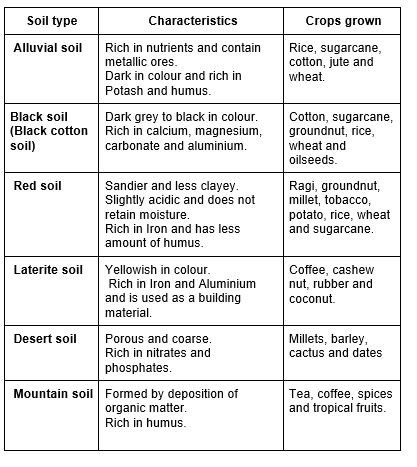 Soil type Characteristics Crops grown
Alluvial soil
Rich in nutrients and contain
metallic ores.
Dark in colour and rich in
Potash and humus.
Rice, sugarcane,
cotton, jute and
wheat.
Black soil
(Black cotton
soil)
Dark grey to black in colour.
Rich in calcium, magnesium,
carbonate and aluminium.
Cotton, sugarcane,
groundnut, rice,
wheat and
oilseeds.
Red soil
Sandier and less clayey.
Slightly acidic and does not
retain moisture.
Rich in Iron and has less
amount of humus.
Ragi, groundnut,
millet, tobacco,
potato, rice, wheat
and sugarcane.
Laterite soil
Yellowish in colour.
Rich in Iron and Aluminium
and is used as a building
material.
Coffee, cashew
nut, rubber and
coconut.
Desert soil
Porous and coarse.
Rich in nitrates and
phosphates.
Millets, barley,
cactus and dates
Mountain soil
Formed by deposition of
organic matter.
Rich in humus.
Tea, coffee, spices
and tropical fruits.